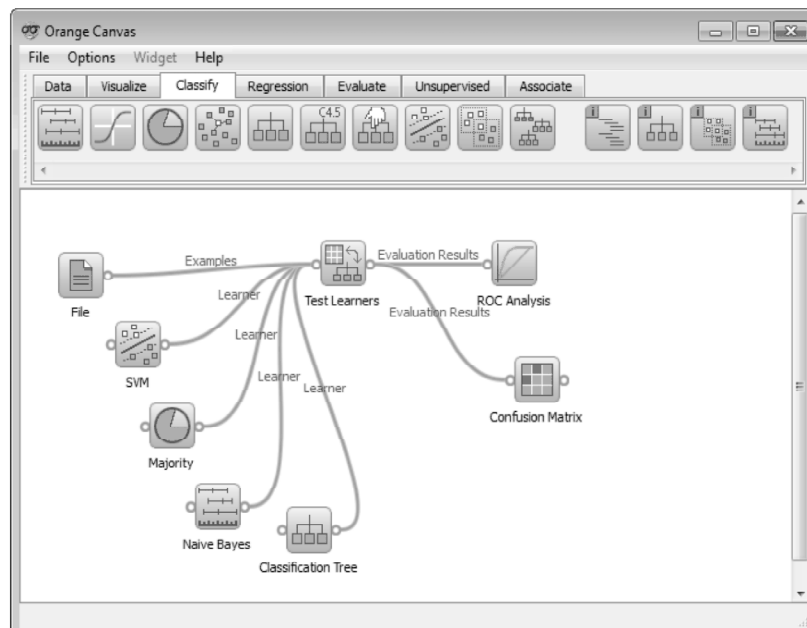 Orange Canvas
File Options Widget Help
Data Visualize Classify Regression Evaluate Unsupervised Associate
C4.5
i i i i
Examples
Evaluation Results
File
Learner
Test Learners
ROC Analysis
Evaluation Results
Learner
SVM
Learner
Learner
Confusion Matrix
Majority
Naive Bayes
Classification Tree